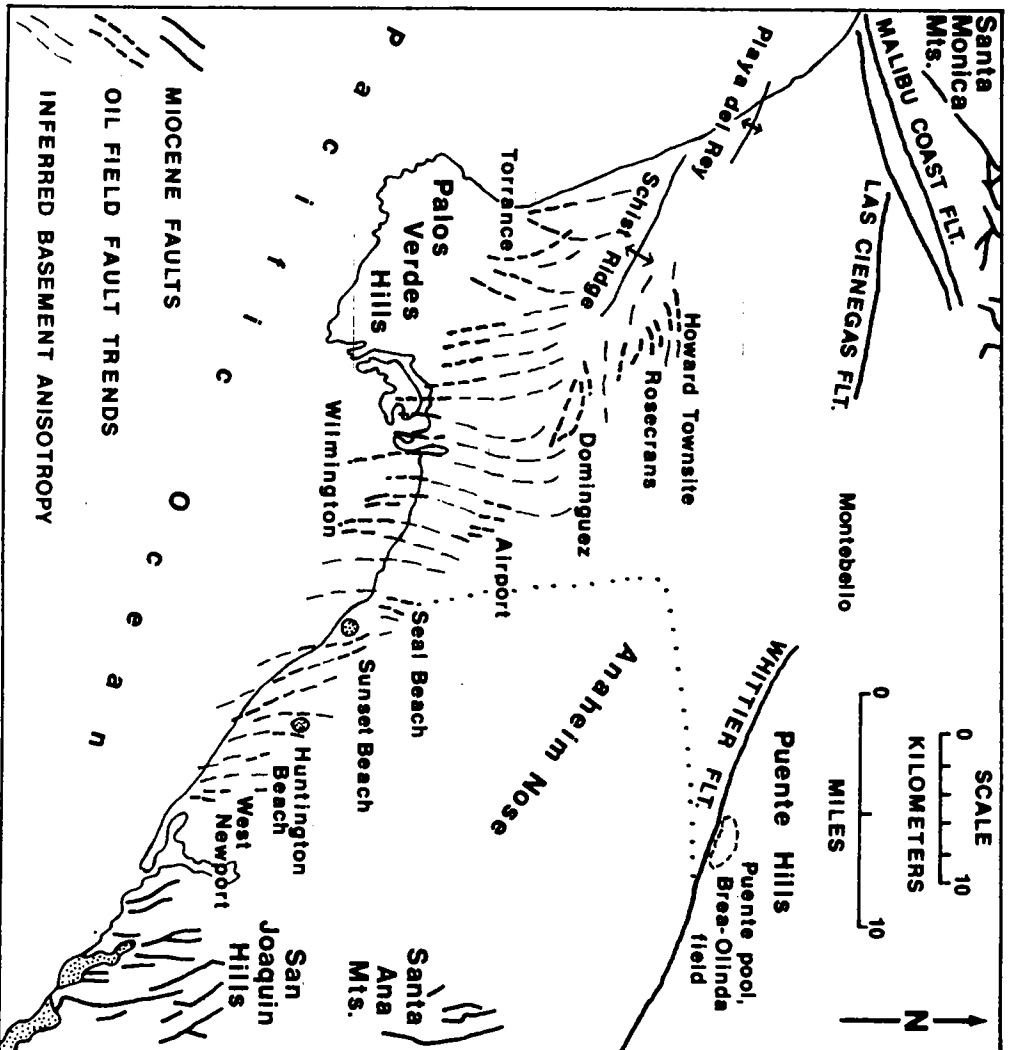 Santa
Monica
Mts.
MALIBU COAST FLT.
LAS CIENEGAS FLT.
Playa del Rey
Schist Ridge
Torrance
Palos
Verdes
Hills
Howard Townsite
Rosecrans
Dominguez
Montebello
Wilmington
Airport
Seal Beach
Sunset Beach
Huntington
Beach
West
Newport
Anaheim Nose
WHITTIER FLT.
Puente Hills
Puente pool,
Brea-Olinda
field
Santa
Ana
Mts.
San
Joaquin
Hills
Pacific Ocean
SCALE
0 10
KILOMETERS
0 10
MILES
N
MIOCENE FAULTS
OIL FIELD FAULT TRENDS
INFERRED BASEMENT ANISOTROPY